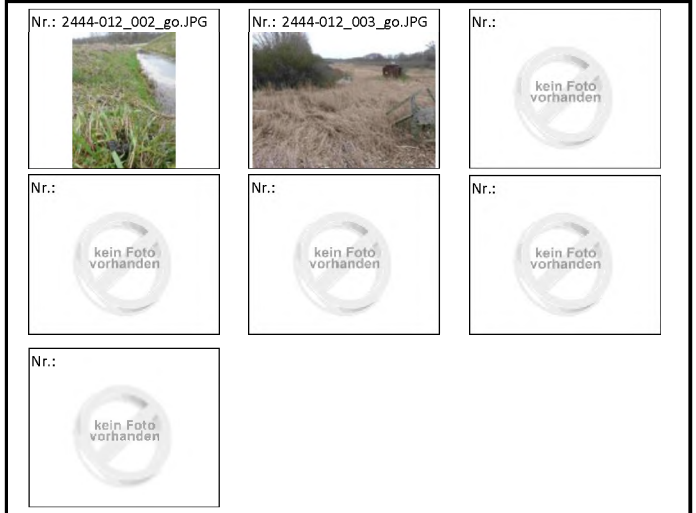 Nr.: 2444-012_002_go.JPG
Nr.: 2444-012_003_go.JPG
Nr.:
kein Foto
vorhanden
Nr.:
kein Foto
vorhanden
Nr.:
kein Foto
vorhanden
Nr.:
kein Foto
vorhanden
Nr.:
kein Foto
vorhanden